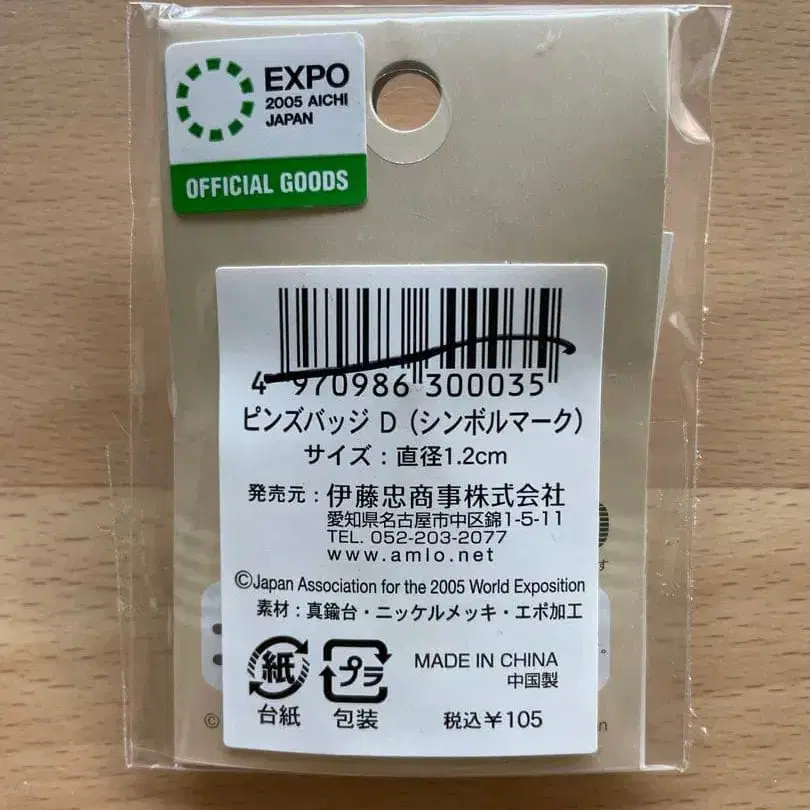 EXPO
2005 AICHI
JAPAN
OFFICIAL GOODS
4 970986 300035
ピンズバッジ D（シンボルマーク）
サイズ：直径1.2cm
発売元：伊藤忠商事株式会社
愛知県名古屋市中区錦1-5-11
TEL. 052-203-2077
www.amlo.net
©Japan Association for the 2005 World Exposition
素材：真鍮台・ニッケルメッキ・エポ加工
紙
台紙
プラ
包装
MADE IN CHINA
中国製
税込¥105
す
©
n